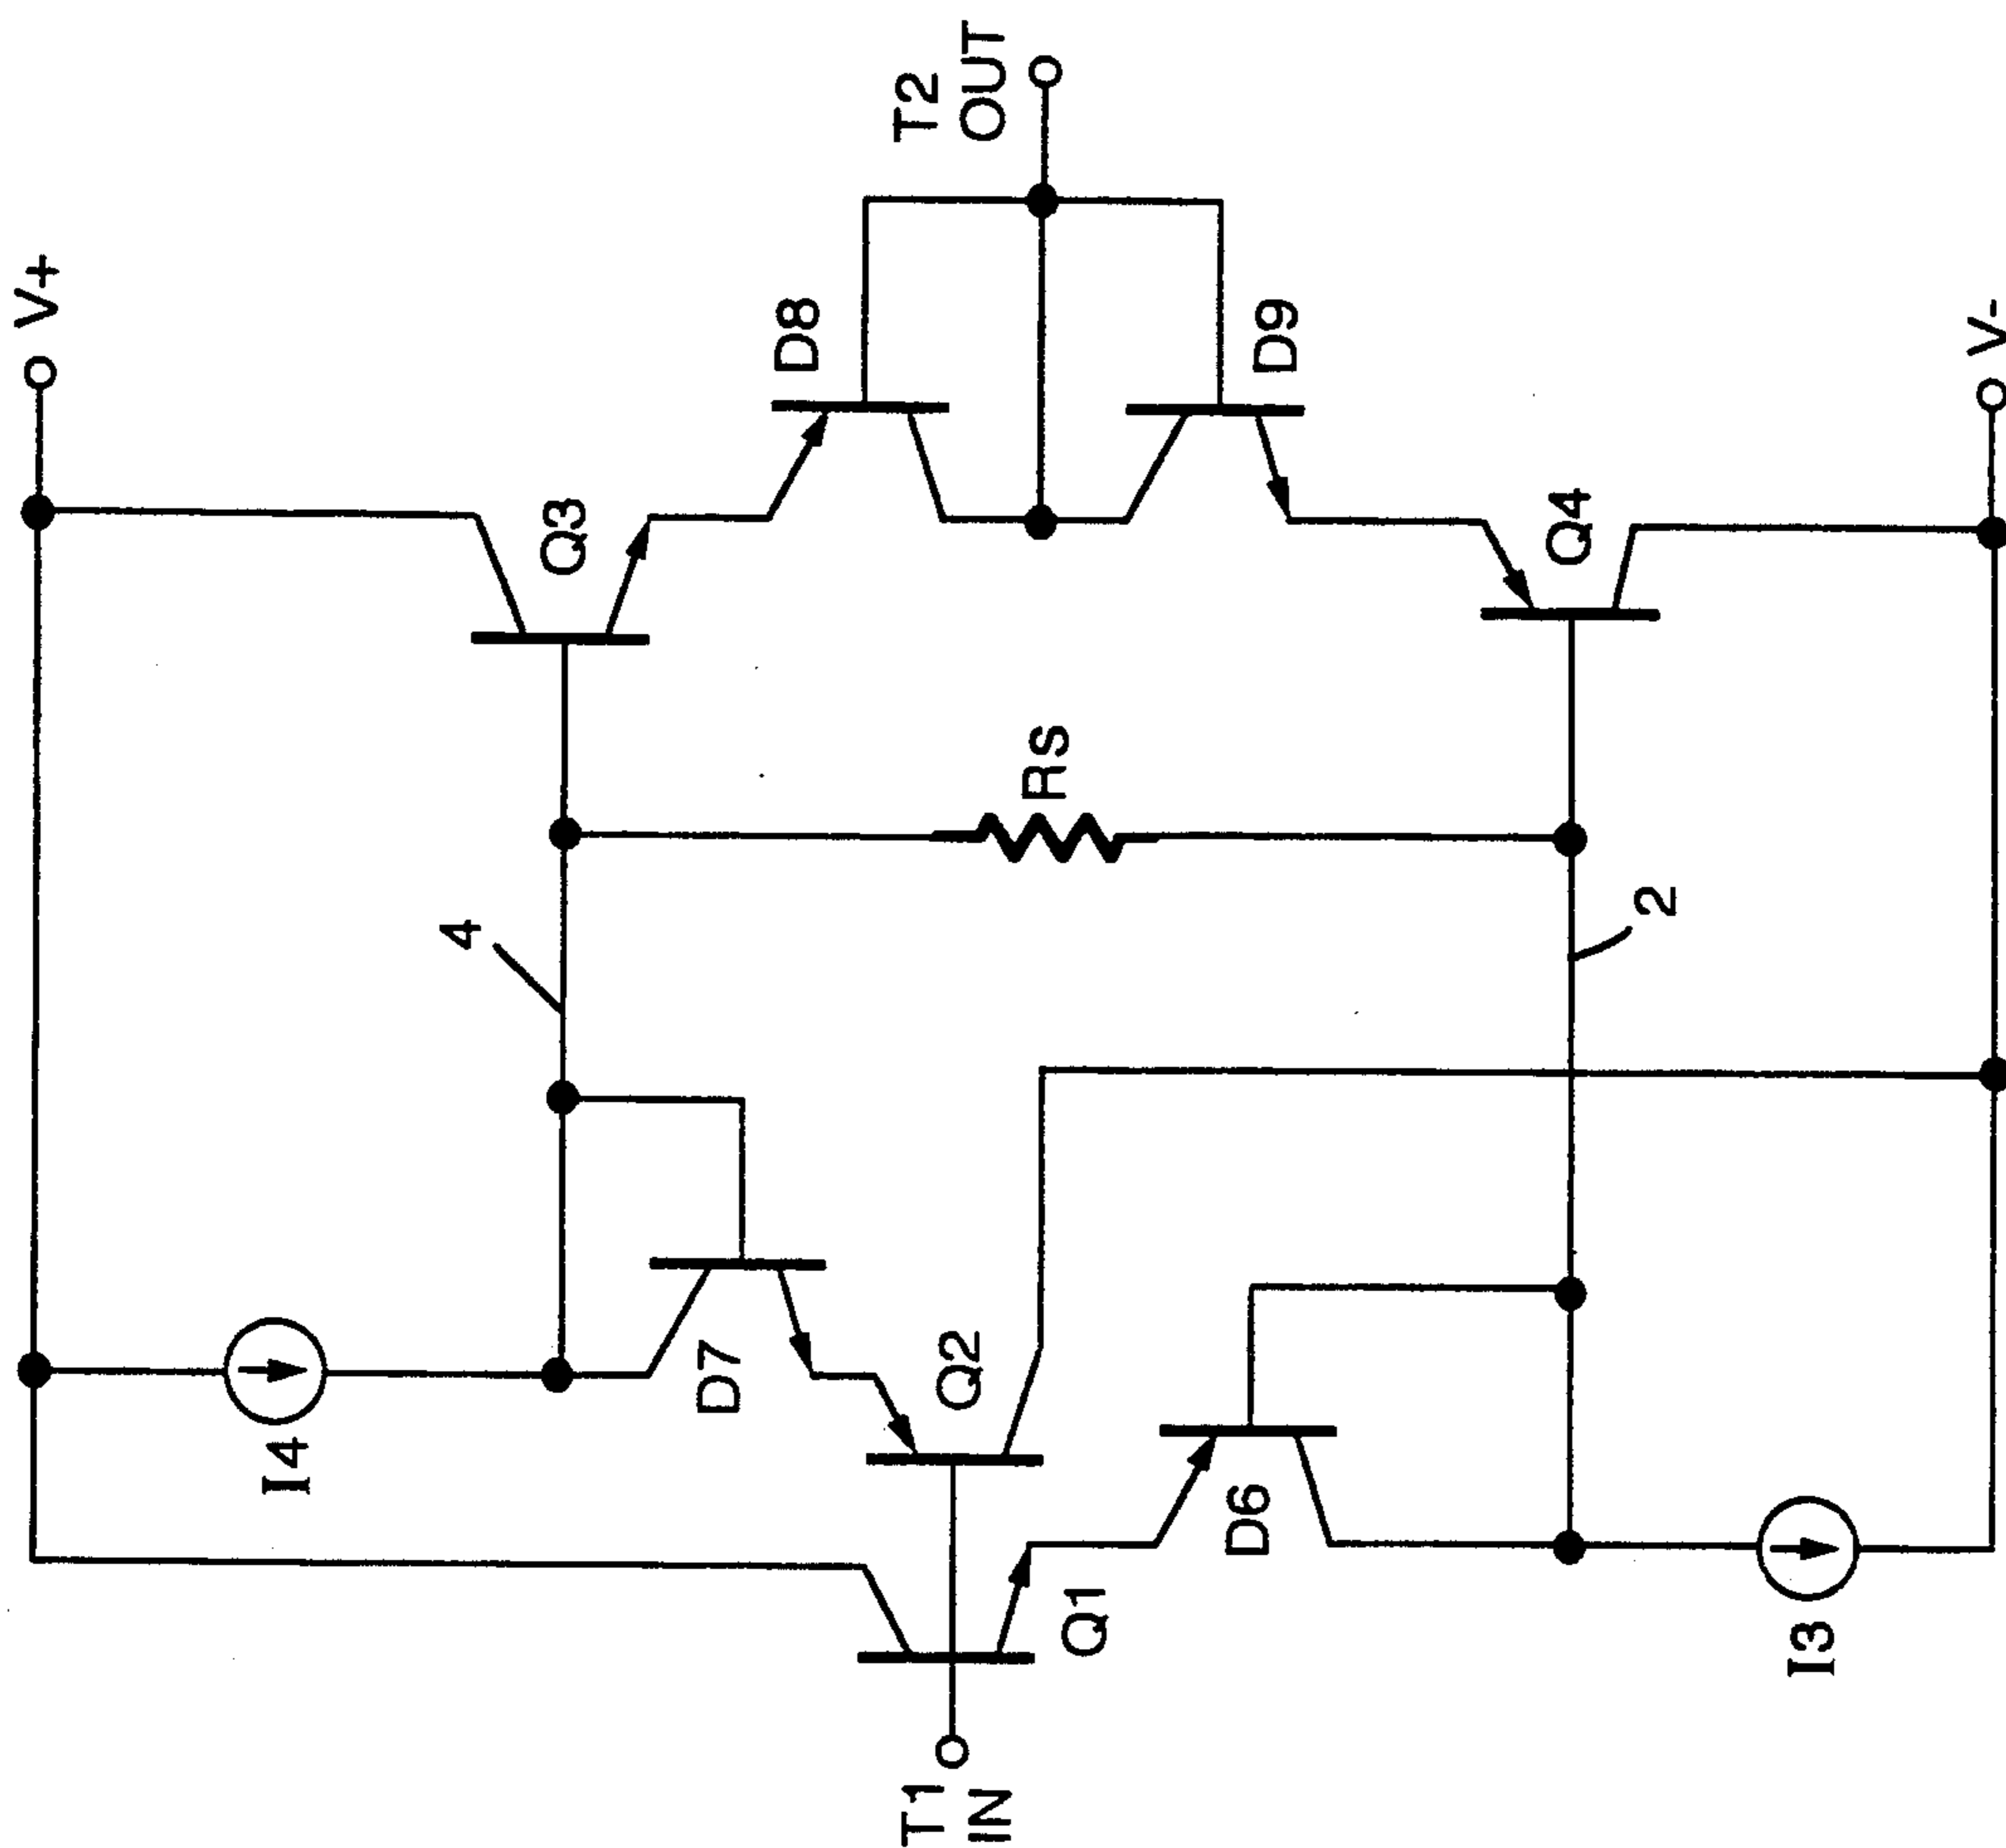 V+
I4
Q3
4
D7
D8
T2
OUT
T1
IN
Q1
Q2
Rs
D6
D9
2
Q4
I3
V-